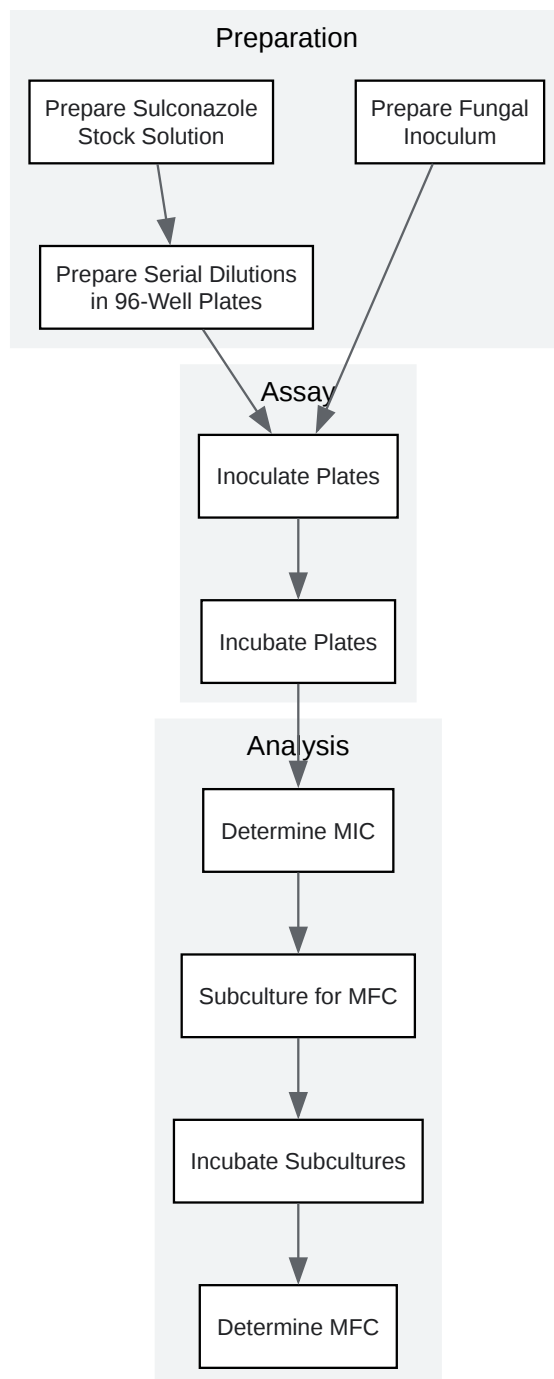 Preparation
Prepare Sulconazole
Stock Solution
Prepare Fungal
Inoculum
Prepare Serial Dilutions
in 96-Well Plates
Assay
Inoculate Plates
Incubate Plates
Analysis
Determine MIC
Subculture for MFC
Incubate Subcultures
Determine MFC